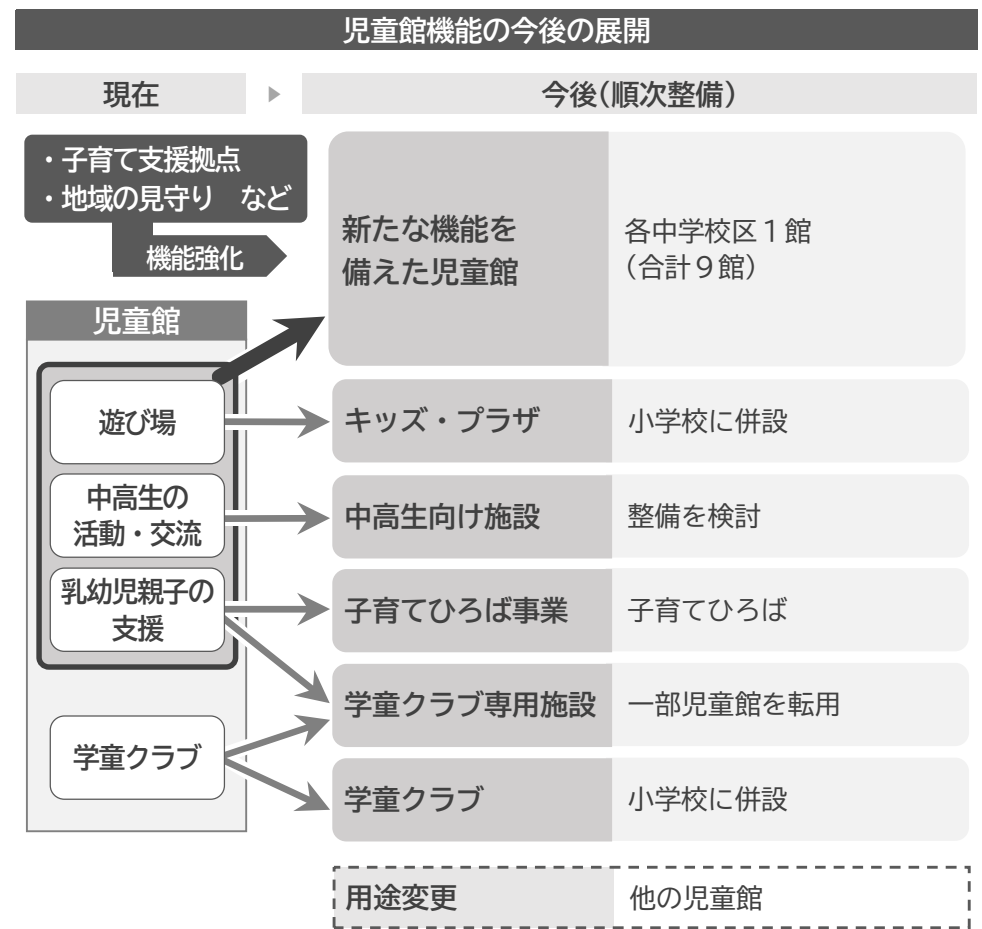 児童館機能の今後の展開
現在
今後(順次整備)
・子育て支援拠点
・地域の見守り　など
機能強化
児童館
遊び場
中高生の
活動・交流
乳幼児親子の
支援
学童クラブ
新たな機能を
備えた児童館
各中学校区１館
(合計９館)
キッズ・プラザ
小学校に併設
中高生向け施設
整備を検討
子育てひろば事業
子育てひろば
学童クラブ専用施設
一部児童館を転用
学童クラブ
小学校に併設
用途変更
他の児童館